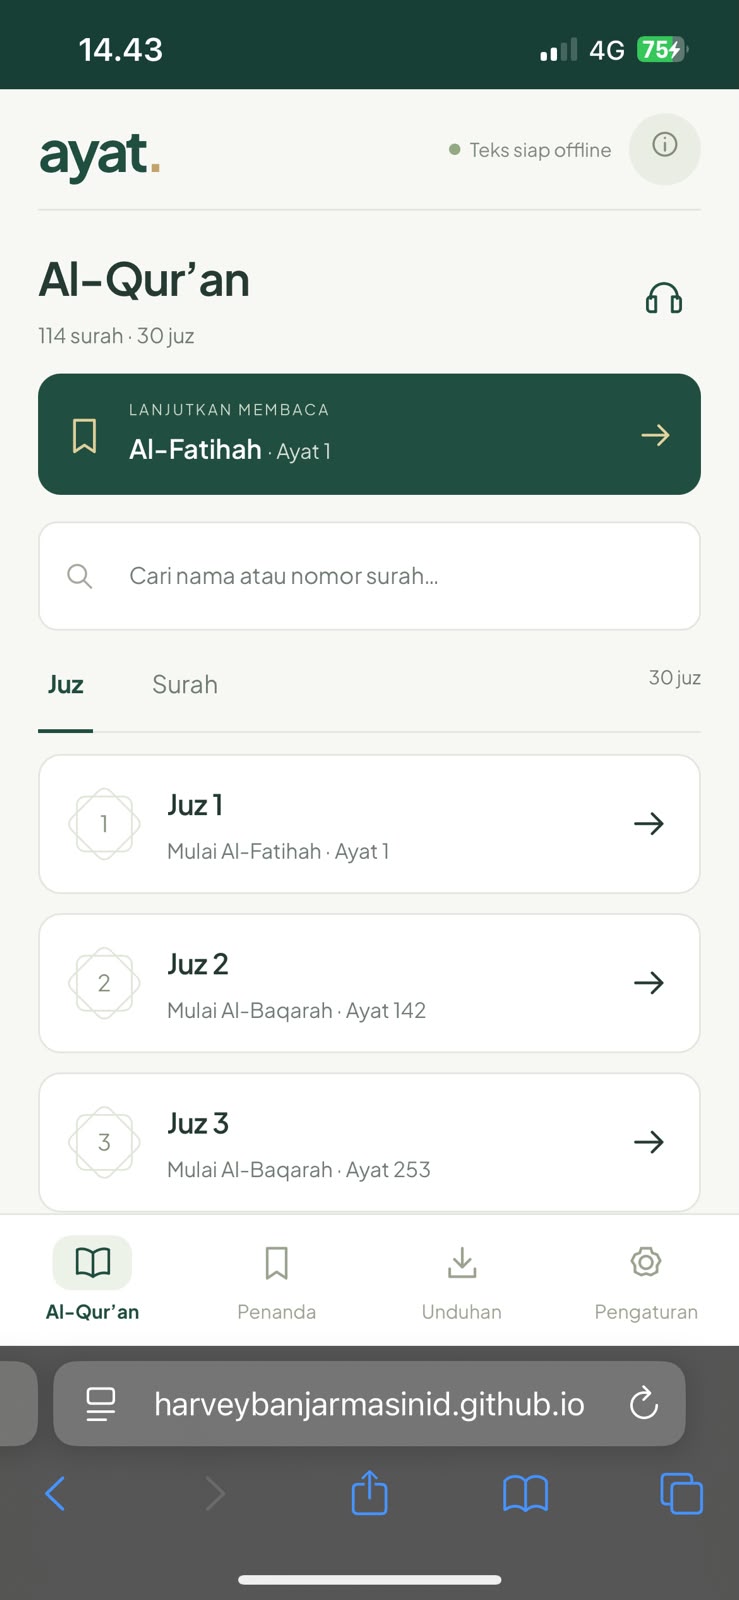 14.43
4G 75
ayat.
Teks siap offline
Al-Qur’an
114 surah · 30 juz
LANJUTKAN MEMBACA
Al-Fatihah · Ayat 1
Cari nama atau nomor surah...
Juz Surah 30 juz
1
Juz 1
Mulai Al-Fatihah · Ayat 1
2
Juz 2
Mulai Al-Baqarah · Ayat 142
3
Juz 3
Mulai Al-Baqarah · Ayat 253
Al-Qur’an Penanda Unduhan Pengaturan
harveybanjarmasinid.github.io